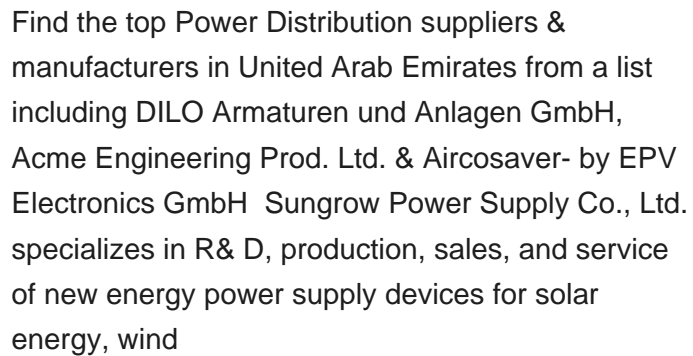 Find the top Power Distribution suppliers &
manufacturers in United Arab Emirates from a list
including DILO Armaturen und Anlagen GmbH,
Acme Engineering Prod. Ltd. & Aircosaver- by EPV
Electronics GmbH  Sungrow Power Supply Co., Ltd.
specializes in R& D, production, sales, and service
of new energy power supply devices for solar
energy, wind